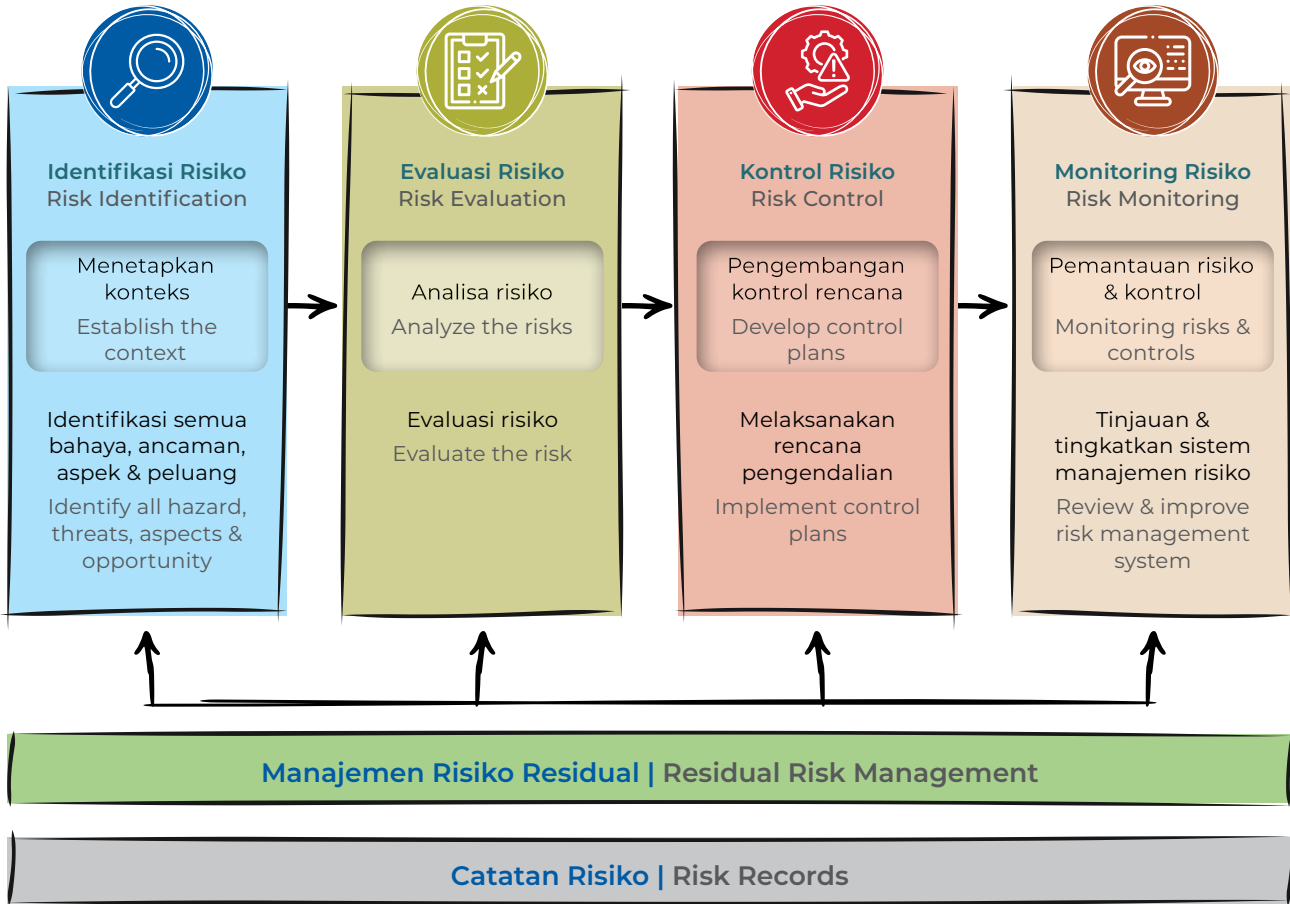 Identifikasi Risiko
Risk Identification
Menetapkan
konteks
Establish the
context
Identifikasi semua
bahaya, ancaman,
aspek & peluang
Identify all hazard,
threats, aspects &
opportunity
Evaluasi Risiko
Risk Evaluation
Analisa risiko
Analyze the risks
Evaluasi risiko
Evaluate the risk
Kontrol Risiko
Risk Control
Pengembangan
kontrol rencana
Develop control
plans
Melaksanakan
rencana
pengendalian
Implement control
plans
Monitoring Risiko
Risk Monitoring
Pemantauan risiko
& kontrol
Monitoring risks &
controls
Tinjauan &
tingkatkan sistem
manajemen risiko
Review & improve
risk management
system
Manajemen Risiko Residual | Residual Risk Management
Catatan Risiko | Risk Records